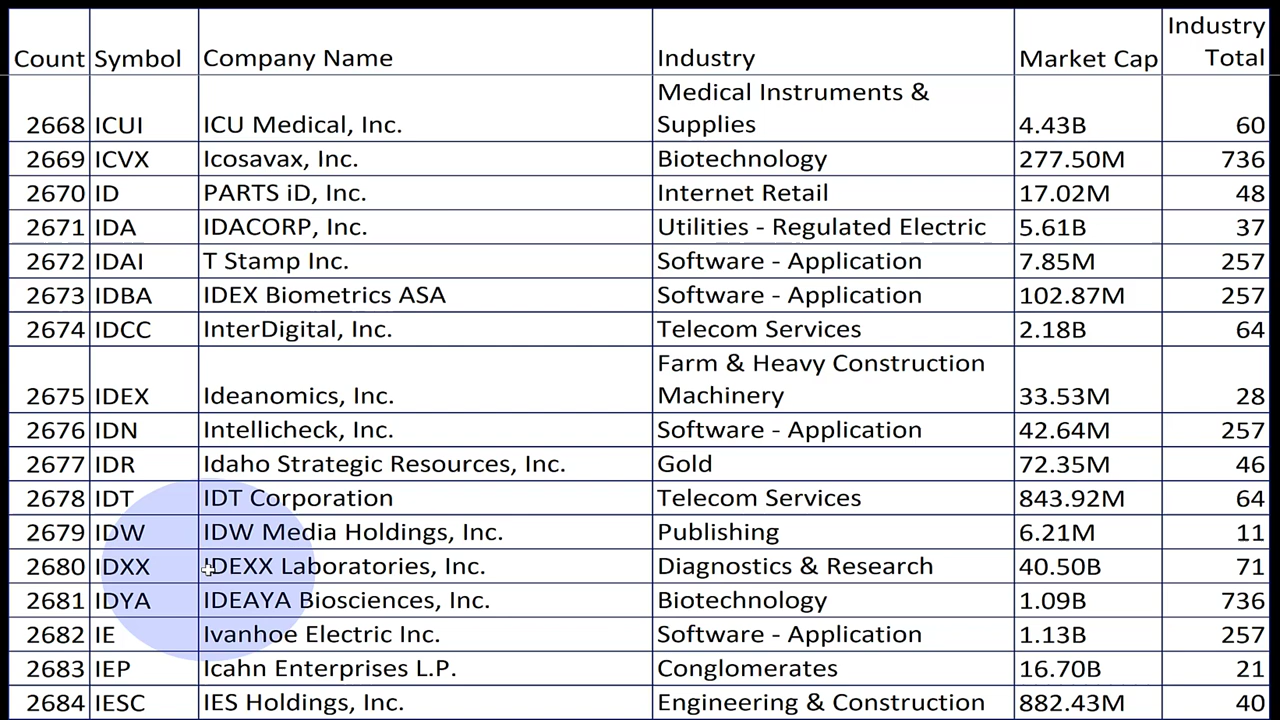 Count Symbol Company Name Industry Market Cap Industry Total
2668 ICUI ICU Medical, Inc. Medical Instruments & Supplies 4.43B 60
2669 ICVX Icosavax, Inc. Biotechnology 277.50M 736
2670 ID PARTS iD, Inc. Internet Retail 17.02M 48
2671 IDA IDACORP, Inc. Utilities - Regulated Electric 5.61B 37
2672 IDAI T Stamp Inc. Software - Application 7.85M 257
2673 IDBA IDEX Biometrics ASA Software - Application 102.87M 257
2674 IDCC InterDigital, Inc. Telecom Services 2.18B 64
2675 IDEX Ideanomics, Inc. Farm & Heavy Construction Machinery 33.53M 28
2676 IDN Intellicheck, Inc. Software - Application 42.64M 257
2677 IDR Idaho Strategic Resources, Inc. Gold 72.35M 46
2678 IDT IDT Corporation Telecom Services 843.92M 64
2679 IDW IDW Media Holdings, Inc. Publishing 6.21M 11
2680 IDXX IDEXX Laboratories, Inc. Diagnostics & Research 40.50B 71
2681 IDYA IDEAYA Biosciences, Inc. Biotechnology 1.09B 736
2682 IE Ivanhoe Electric Inc. Software - Application 1.13B 257
2683 IEP Icahn Enterprises L.P. Conglomerates 16.70B 21
2684 IESC IES Holdings, Inc. Engineering & Construction 882.43M 40